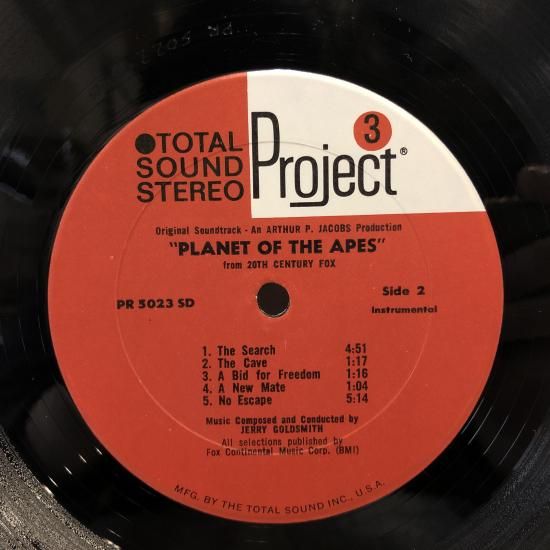 PR 5023
TOTAL
SOUND
STEREO
Project 3®
Original Soundtrack - An ARTHUR P. JACOBS Production
"PLANET OF THE APES"
from 20TH CENTURY FOX
PR 5023 SD
Side 2
Instrumental
1. The Search 4:51
2. The Cave 1:17
3. A Bid for Freedom 1:16
4. A New Mate 1:04
5. No Escape 5:14
Music Composed and Conducted by
JERRY GOLDSMITH
All selections published by
Fox Continental Music Corp. (BMI)
MFG. BY THE TOTAL SOUND INC., U.S.A.